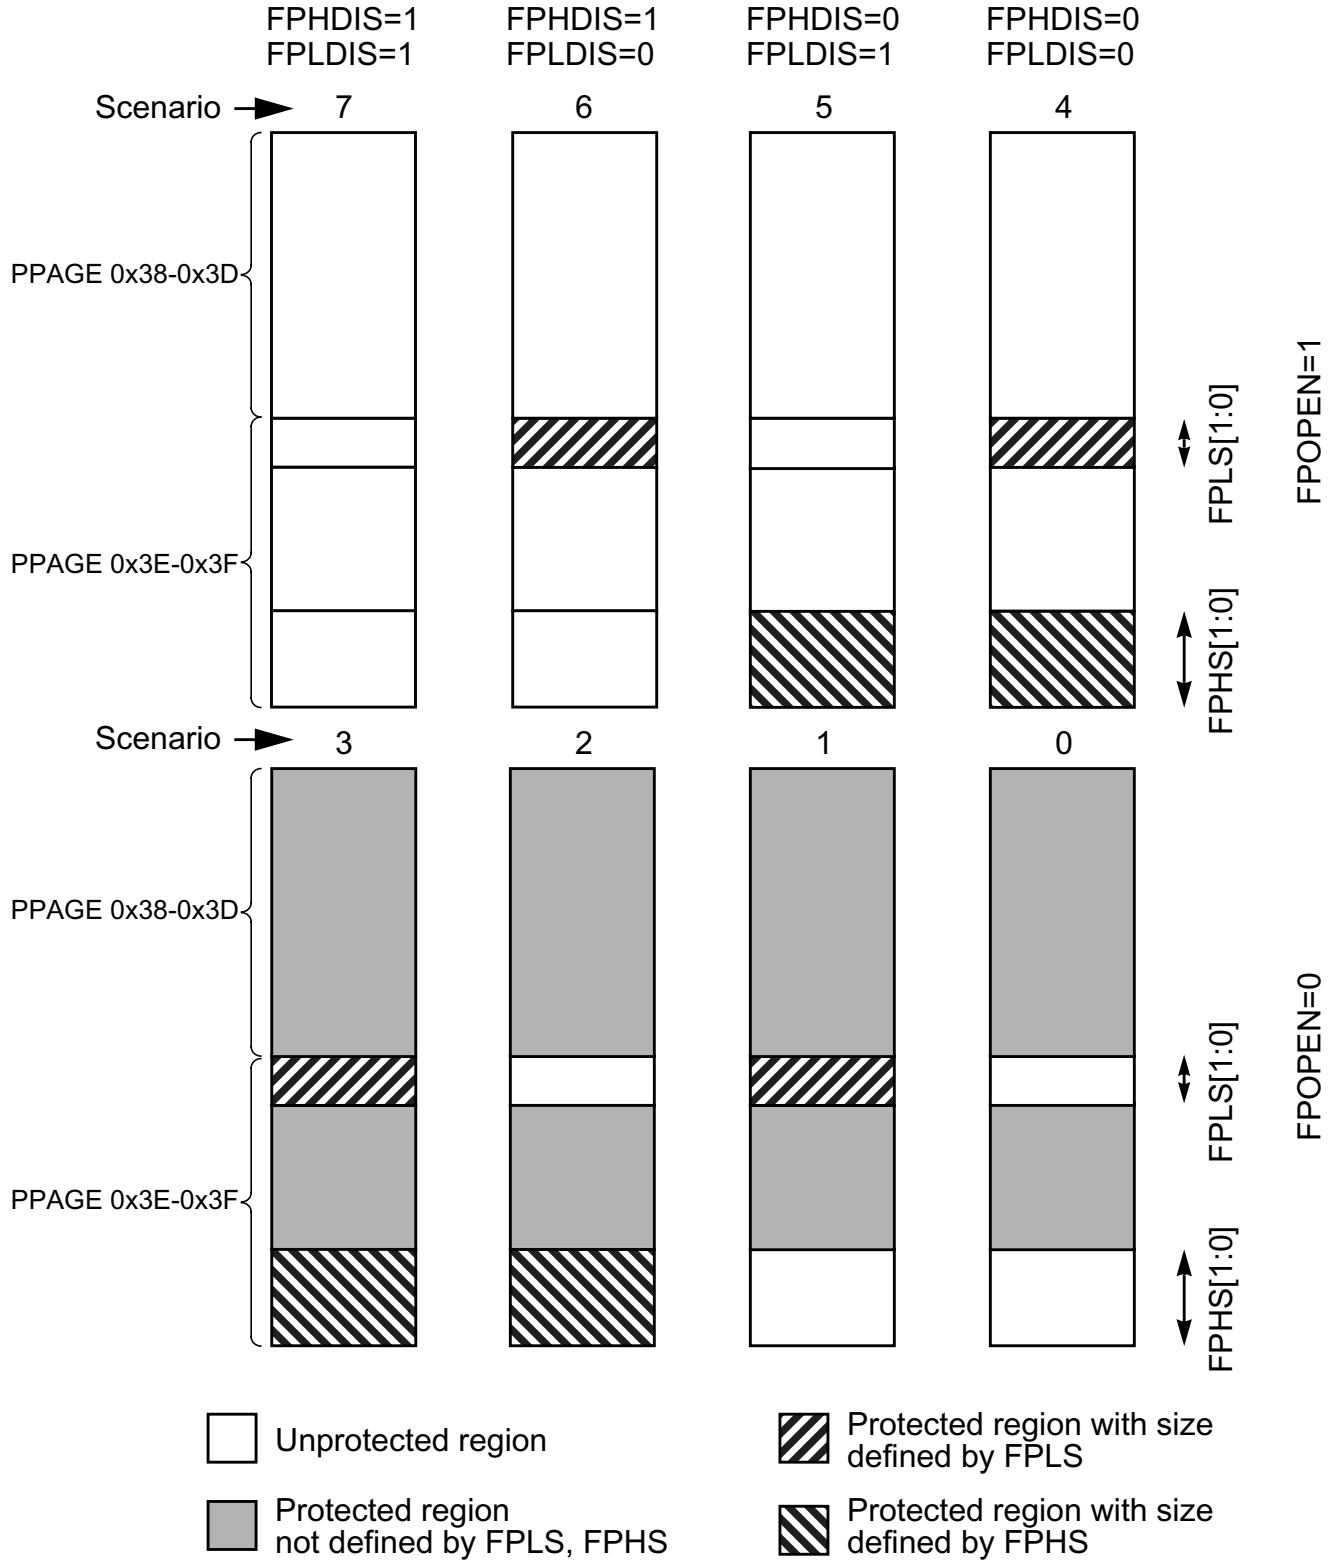 FPHDIS=1 FPHDIS=1 FPHDIS=0 FPHDIS=0
FPLDIS=1 FPLDIS=0 FPLDIS=1 FPLDIS=0
Scenario 7 6 5 4
PPAGE 0x38-0x3D
PPAGE 0x3E-0x3F
FPLS[1:0]
FPHS[1:0]
FPOPEN=1
Scenario 3 2 1 0
PPAGE 0x38-0x3D
PPAGE 0x3E-0x3F
FPLS[1:0]
FPHS[1:0]
FPOPEN=0
Unprotected region
Protected region
not defined by FPLS, FPHS
Protected region with size
defined by FPLS
Protected region with size
defined by FPHS